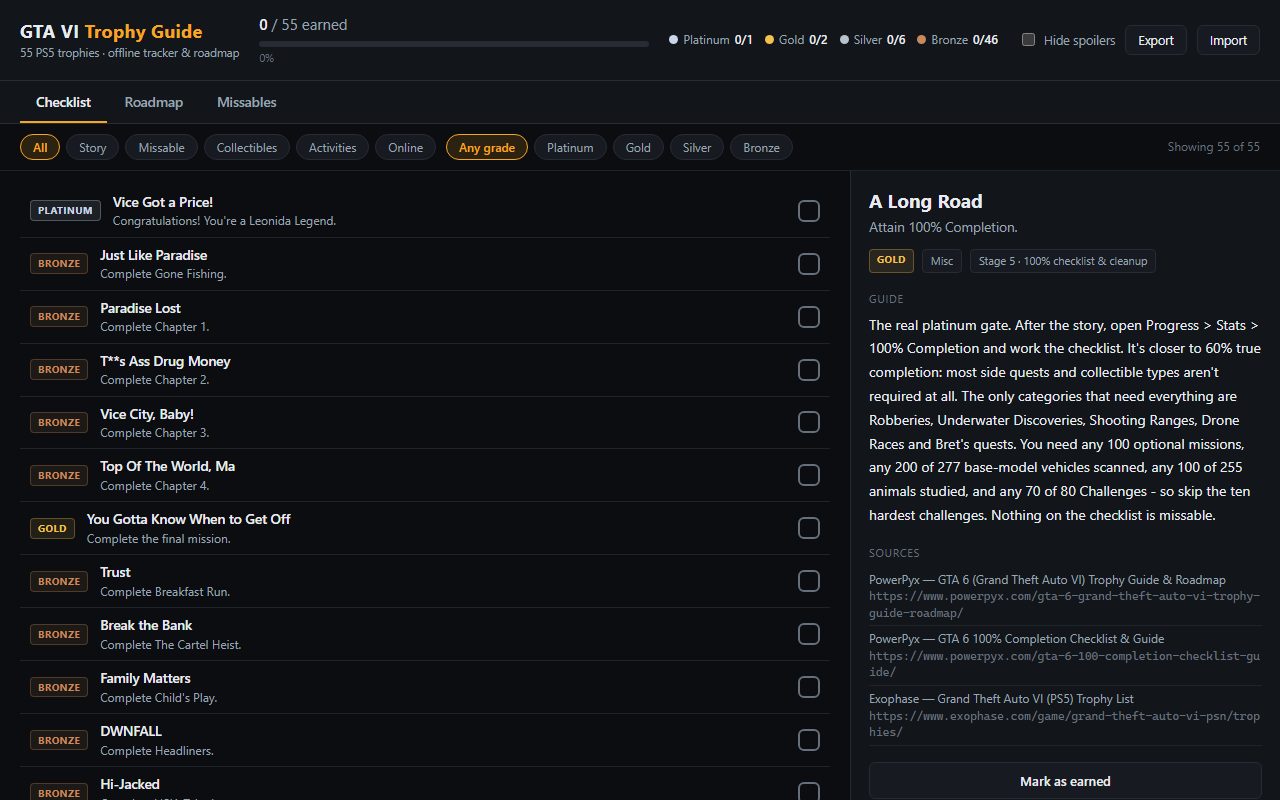 GTA VI Trophy Guide
55 PS5 trophies · offline tracker & roadmap
0 / 55 earned
0%
Platinum 0/1
Gold 0/2
Silver 0/6
Bronze 0/46
Hide spoilers
Export
Import
Checklist
Roadmap
Missables
All
Story
Missable
Collectibles
Activities
Online
Any grade
Platinum
Gold
Silver
Bronze
Showing 55 of 55
PLATINUM
Vice Got a Price!
Congratulations! You're a Leonida Legend.
BRONZE
Just Like Paradise
Complete Gone Fishing.
BRONZE
Paradise Lost
Complete Chapter 1.
BRONZE
T**s Ass Drug Money
Complete Chapter 2.
BRONZE
Vice City, Baby!
Complete Chapter 3.
BRONZE
Top Of The World, Ma
Complete Chapter 4.
GOLD
You Gotta Know When to Get Off
Complete the final mission.
BRONZE
Trust
Complete Breakfast Run.
BRONZE
Break the Bank
Complete The Cartel Heist.
BRONZE
Family Matters
Complete Child's Play.
BRONZE
DWNFALL
Complete Headliners.
BRONZE
Hi-Jacked
A Long Road
Attain 100% Completion.
GOLD
Misc
Stage 5 · 100% checklist & cleanup
GUIDE
The real platinum gate. After the story, open Progress > Stats >
100% Completion and work the checklist. It's closer to 60% true
completion: most side quests and collectible types aren't
required at all. The only categories that need everything are
Robberies, Underwater Discoveries, Shooting Ranges, Drone
Races and Bret's quests. You need any 100 optional missions,
any 200 of 277 base-model vehicles scanned, any 100 of 255
animals studied, and any 70 of 80 Challenges - so skip the ten
hardest challenges. Nothing on the checklist is missable.
SOURCES
PowerPyx — GTA 6 (Grand Theft Auto VI) Trophy Guide & Roadmap
https://www.powerpyx.com/gta-6-grand-theft-auto-vi-trophy-
guide-roadmap/
PowerPyx — GTA 6 100% Completion Checklist & Guide
https://www.powerpyx.com/gta-6-100-completion-checklist-gu
ide/
Exophase — Grand Theft Auto VI (PS5) Trophy List
https://www.exophase.com/game/grand-theft-auto-vi-psn/trop
hies/
Mark as earned